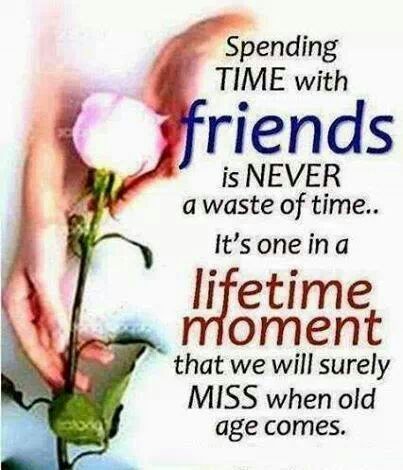 Spending
TIME with
friends
is NEVER
a waste of time..
It's one in a
lifetime
moment
that we will surely
MISS when old
age comes.